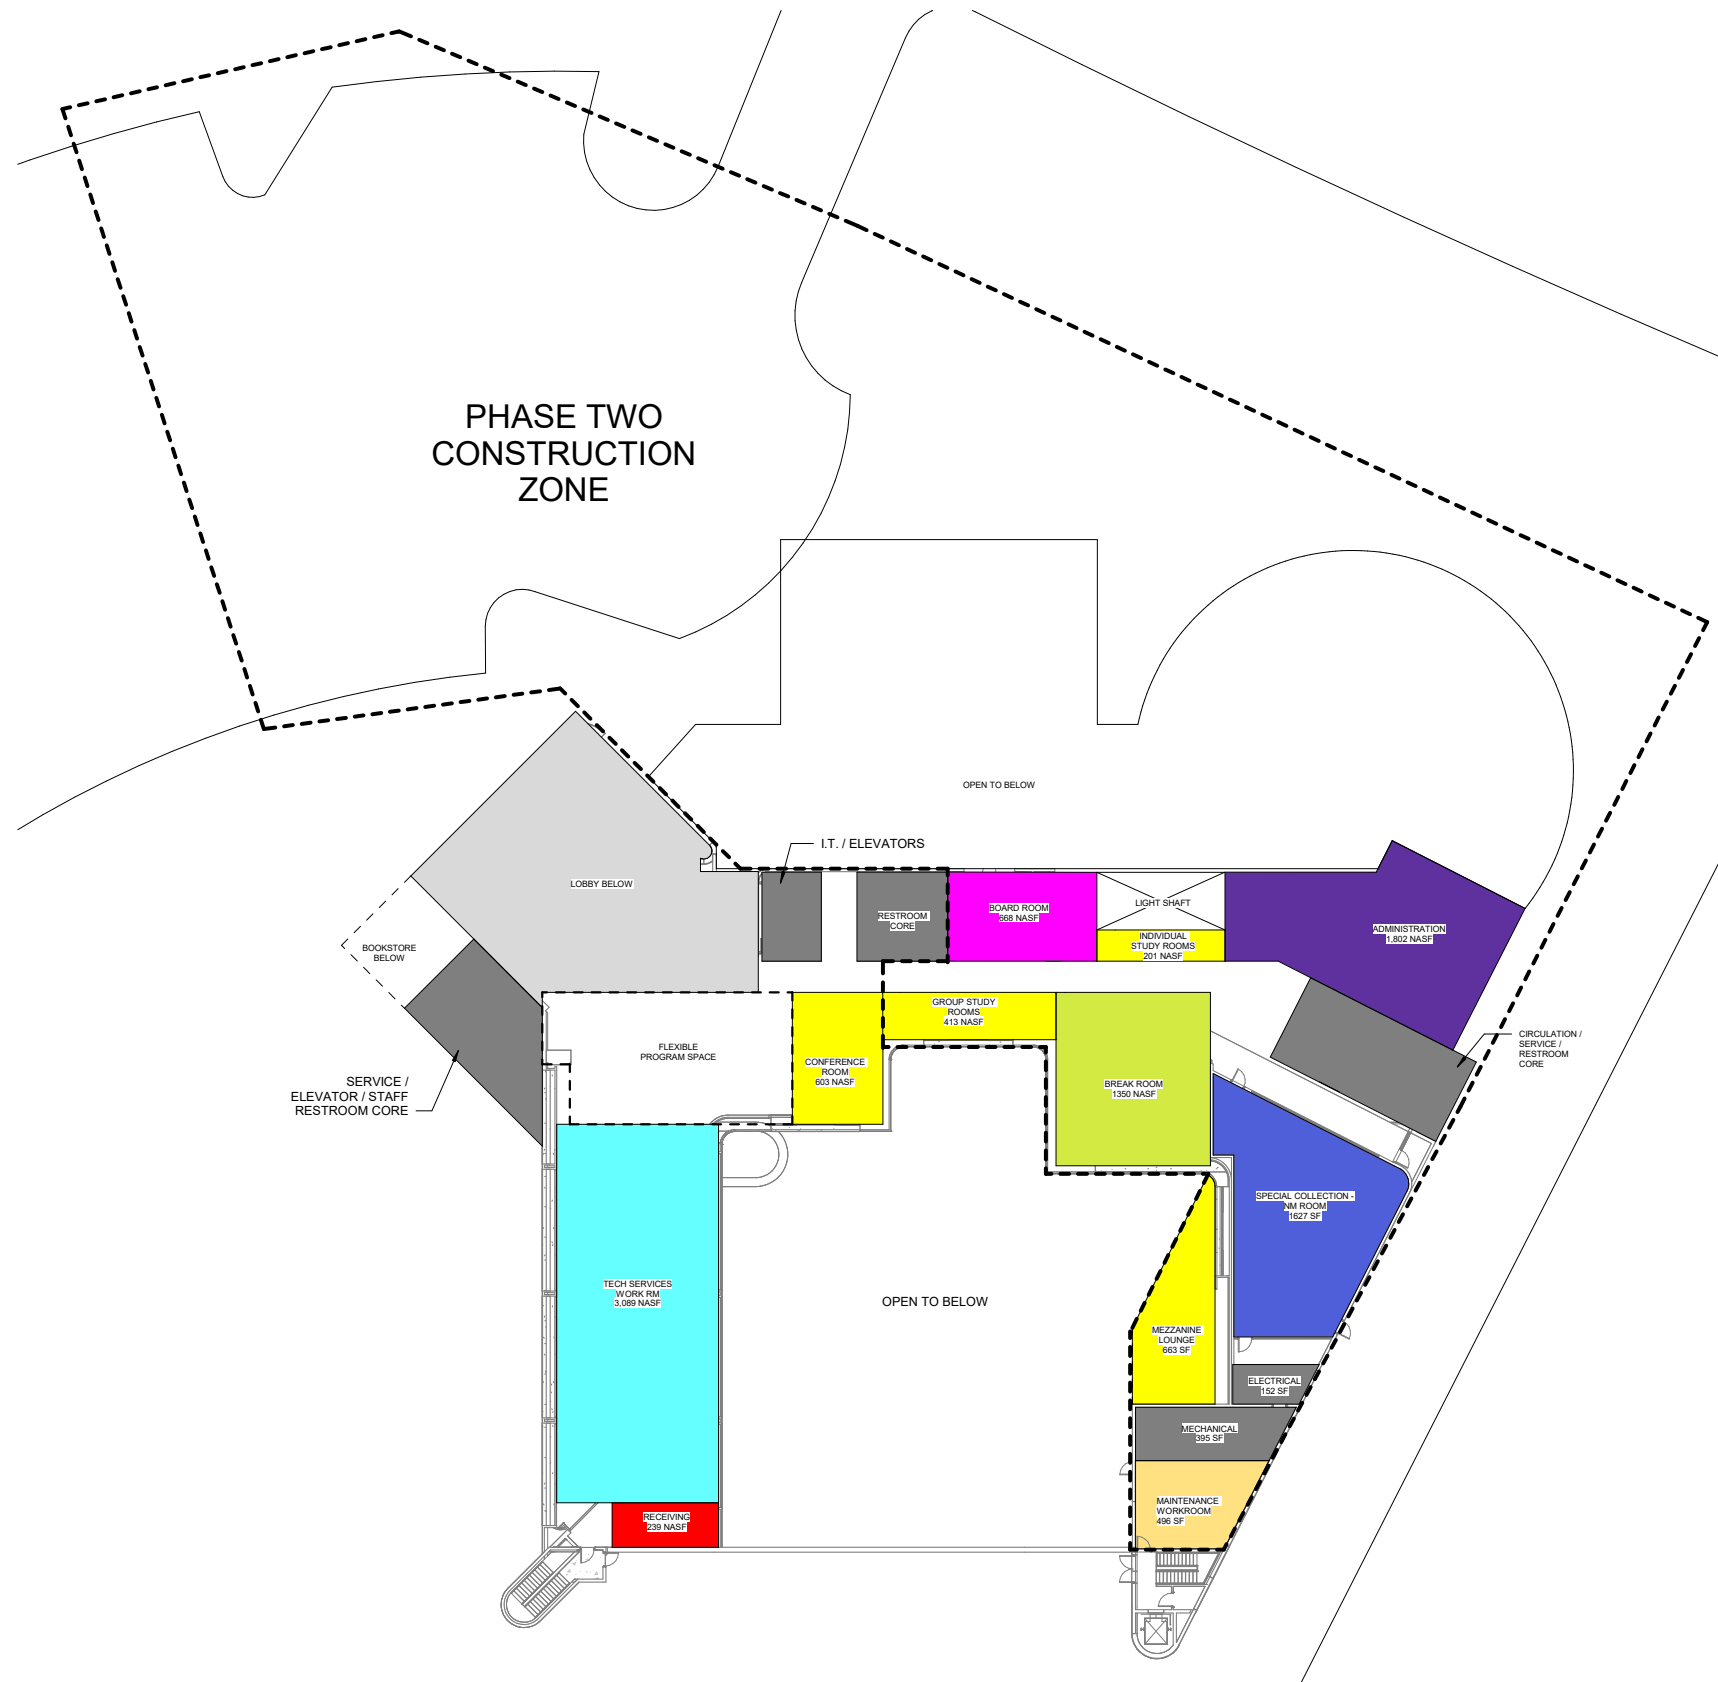 PHASE TWO
CONSTRUCTION
ZONE
OPEN TO BELOW
I.T. / ELEVATORS
LOBBY BELOW
RESTROOM
CORE
BOARD ROOM
668 NASF
LIGHT SHAFT
INDIVIDUAL
STUDY ROOMS
201 NASF
ADMINISTRATION
1,802 NASF
BOOKSTORE
BELOW
GROUP STUDY
ROOMS
413 NASF
FLEXIBLE
PROGRAM SPACE
CONFERENCE
ROOM
603 NASF
BREAK ROOM
1350 NASF
CIRCULATION /
SERVICE /
RESTROOM
CORE
SERVICE /
ELEVATOR / STAFF
RESTROOM CORE
SPECIAL COLLECTION -
NM ROOM
1627 SF
TECH SERVICES
WORK RM
3,089 NASF
OPEN TO BELOW
MEZZANINE
LOUNGE
663 SF
ELECTRICAL
152 SF
MECHANICAL
395 SF
MAINTENANCE
WORKROOM
496 SF
RECEIVING
239 NASF